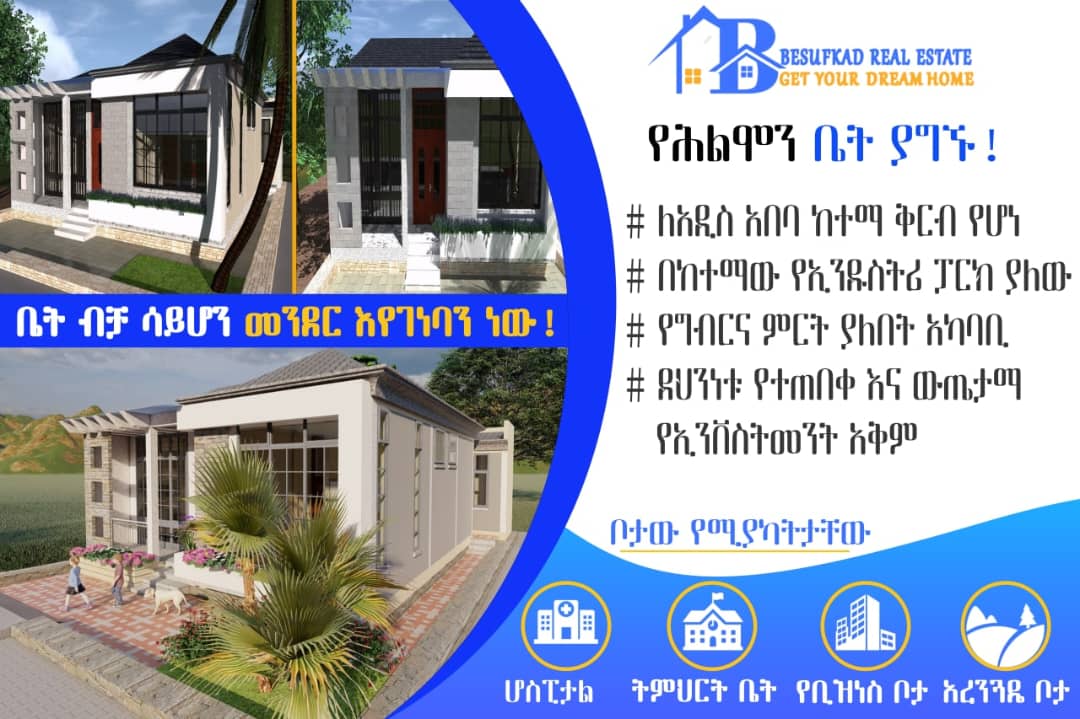 BESUFKAD REAL ESTATE
GET YOUR DREAM HOME
የሕልሞን ቤት ያግኙ!
# ለአዲስ አበባ ከተማ ቅርብ የሆነ
# በከተማው የኢንዱስትሪ ፓርክ ያለው
# የግብርና ምርት ያለበት አካባቢ
# ደህንነቱ የተጠበቀ እና ውጤታማ
የኢንቨስትመንት አቅም
ቤት ብቻ ሳይሆን መንደር እየገነባን ነው!
ቦታው የሚያካትታቸው
ሆስፒታል
ትምህርት ቤት
የቢዝነስ ቦታ
አረንጓዴ ቦታ